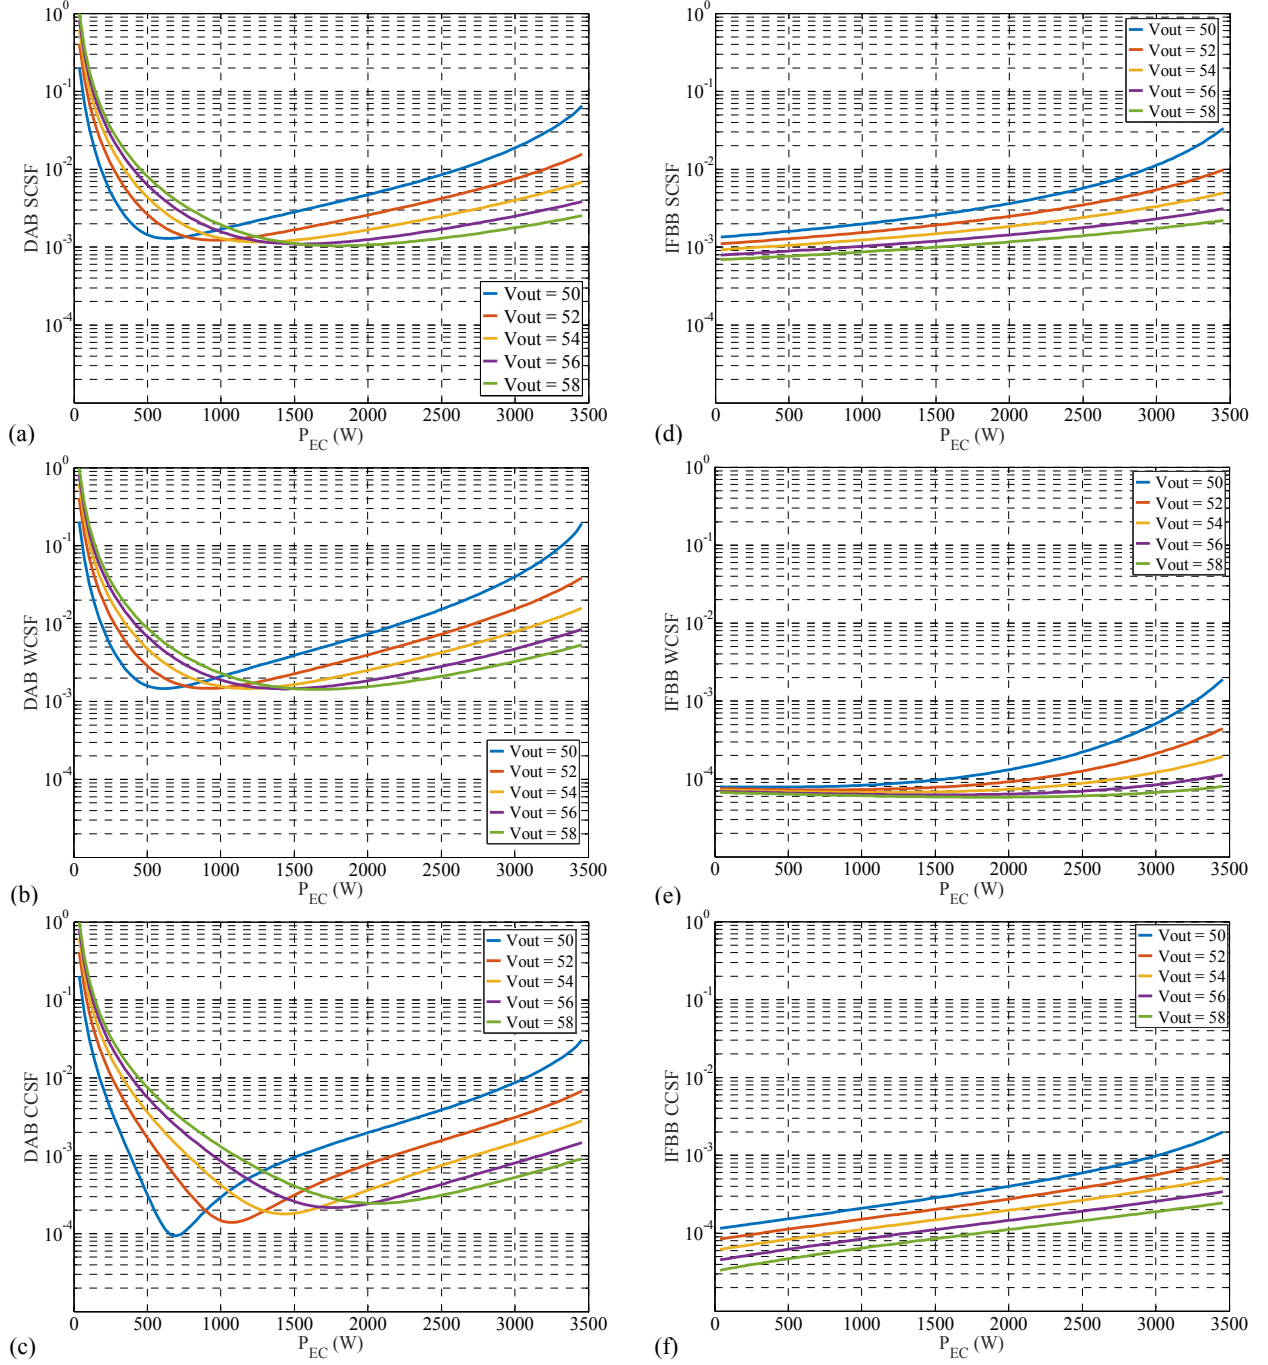 10^0
10^-1
10^-2
10^-3
10^-4
DAB SCSF
Vout = 50
Vout = 52
Vout = 54
Vout = 56
Vout = 58
0 500 1000 1500 2000 2500 3000 3500
P_EC (W)
(a)
10^0
10^-1
10^-2
10^-3
10^-4
IFBB SCSF
Vout = 50
Vout = 52
Vout = 54
Vout = 56
Vout = 58
0 500 1000 1500 2000 2500 3000 3500
P_EC (W)
(d)
10^0
10^-1
10^-2
10^-3
10^-4
DAB WCSF
Vout = 50
Vout = 52
Vout = 54
Vout = 56
Vout = 58
0 500 1000 1500 2000 2500 3000 3500
P_EC (W)
(b)
10^0
10^-1
10^-2
10^-3
10^-4
IFBB WCSF
Vout = 50
Vout = 52
Vout = 54
Vout = 56
Vout = 58
0 500 1000 1500 2000 2500 3000 3500
P_EC (W)
(e)
10^0
10^-1
10^-2
10^-3
10^-4
DAB CCSF
Vout = 50
Vout = 52
Vout = 54
Vout = 56
Vout = 58
0 500 1000 1500 2000 2500 3000 3500
P_EC (W)
(c)
10^0
10^-1
10^-2
10^-3
10^-4
IFBB CCSF
Vout = 50
Vout = 52
Vout = 54
Vout = 56
Vout = 58
0 500 1000 1500 2000 2500 3000 3500
P_EC (W)
(f)